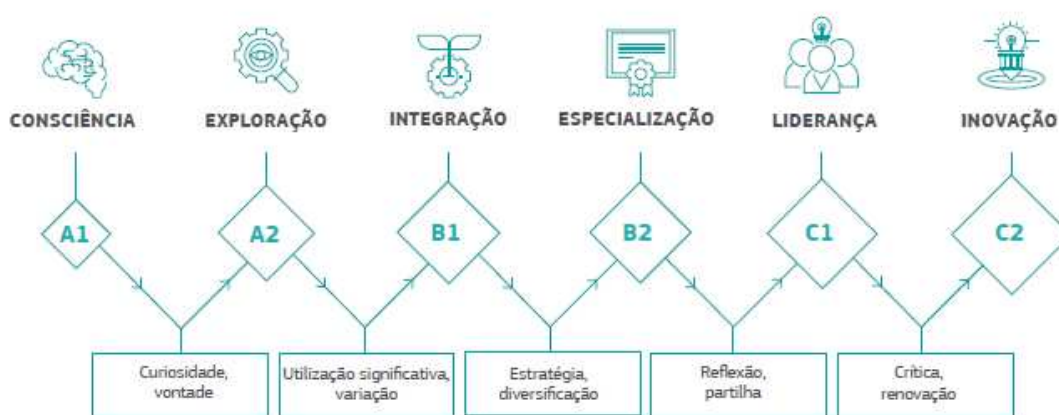 CONSCIÊNCIA
EXPLORAÇÃO
INTEGRAÇÃO
ESPECIALIZAÇÃO
LIDERANÇA
INOVAÇÃO
A1
A2
B1
B2
C1
C2
Curiosidade,
vontade
Utilização significativa,
variação
Estratégia,
diversificação
Reflexão,
partilha
Crítica,
renovação